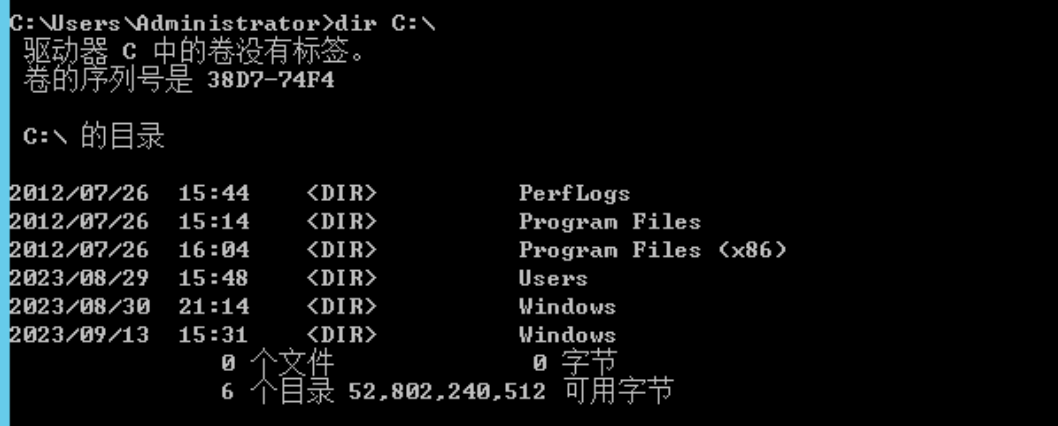 C:\Users\Administrator>dir C:\
驱动器 C 中的卷没有标签。
卷的序列号是 38D7-74F4
C:\ 的目录
2012/07/26 15:44 <DIR> PerfLogs
2012/07/26 15:14 <DIR> Program Files
2012/07/26 16:04 <DIR> Program Files (x86)
2023/08/29 15:48 <DIR> Users
2023/08/30 21:14 <DIR> Windows
2023/09/13 15:31 <DIR> Windows
0 个文件 0 字节
6 个目录 52,802,240,512 可用字节